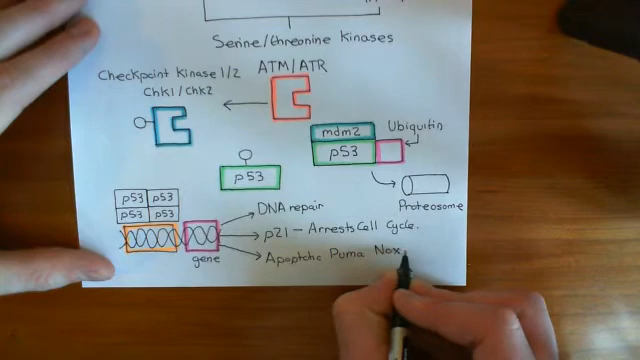 Serine/threonine Kinases
Checkpoint Kinase 1/2
Chk1/chk2
ATM/ATR
mdm2
p53
Ubiquitin
Proteosome
p53
p53 p53
p53 p53
gene
DNA repair
p21 - Arrests Cell Cycle.
Apoptotic Puma Nox